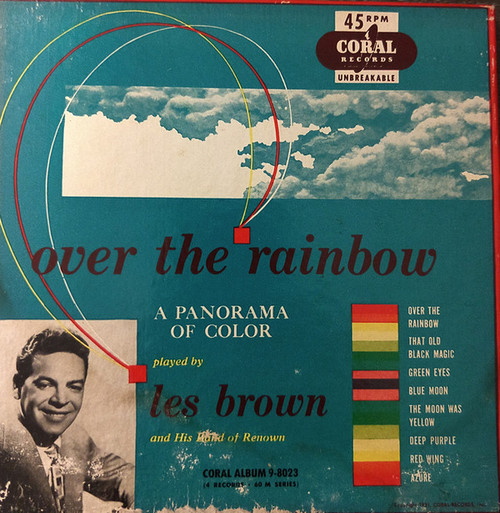 45 RPM
CORAL
RECORDS
UNBREAKABLE
over the rainbow
A PANORAMA
OF COLOR
played by
les brown
and His Band of Renown
CORAL ALBUM 9-8023
(4 RECORDS - 60 M SERIES)
OVER THE
RAINBOW
THAT OLD
BLACK MAGIC
GREEN EYES
BLUE MOON
THE MOON WAS
YELLOW
DEEP PURPLE
RED WING
AZURE